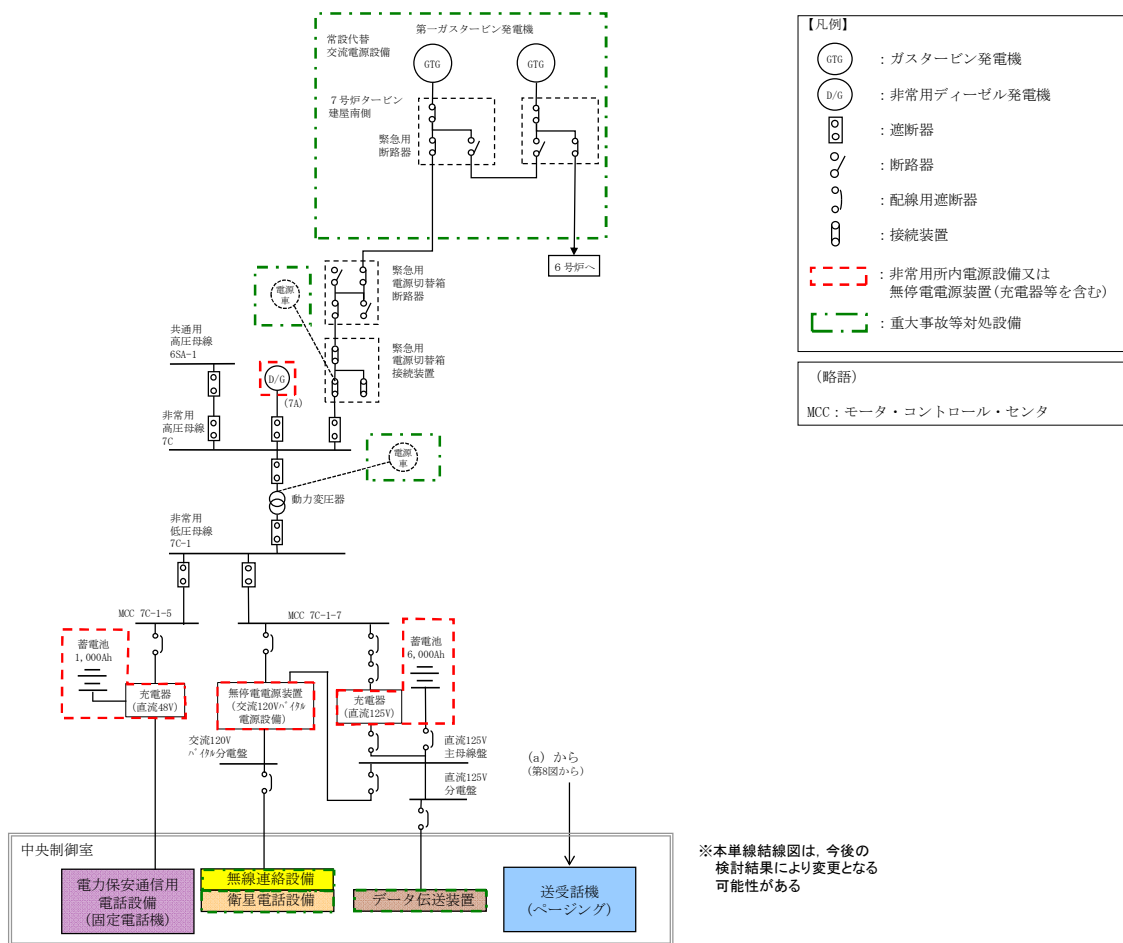 常設代替
交流電源設備
第一ガスタービン発電機
GTG
GTG
7号炉タービン
建屋南側
緊急用
断路器
6号炉へ
緊急用
電源切替箱
断路器
電源
車
緊急用
電源切替箱
接続装置
共通用
高圧母線
6SA-1
D/G
(7A)
非常用
高圧母線
7C
電源
車
動力変圧器
非常用
低圧母線
7C-1
MCC 7C-1-5
MCC 7C-1-7
蓄電池
1,000Ah
充電器
(直流48V)
無停電電源装置
(交流120Vバイタル
電源設備)
充電器
(直流125V)
蓄電池
6,000Ah
交流120V
バイタル分電盤
直流125V
主母線盤
直流125V
分電盤
(a) から
(第8図から)
中央制御室
電力保安通信用
電話設備
(固定電話機)
無線連絡設備
衛星電話設備
データ伝送装置
送受話機
(ページング)
【凡例】
GTG
：ガスタービン発電機
D/G
：非常用ディーゼル発電機
：遮断器
：断路器
：配線用遮断器
：接続装置
：非常用所内電源設備又は
無停電電源装置(充電器等を含む)
：重大事故等対処設備
(略語)
MCC：モータ・コントロール・センタ
※本単線結線図は，今後の
検討結果により変更となる
可能性がある